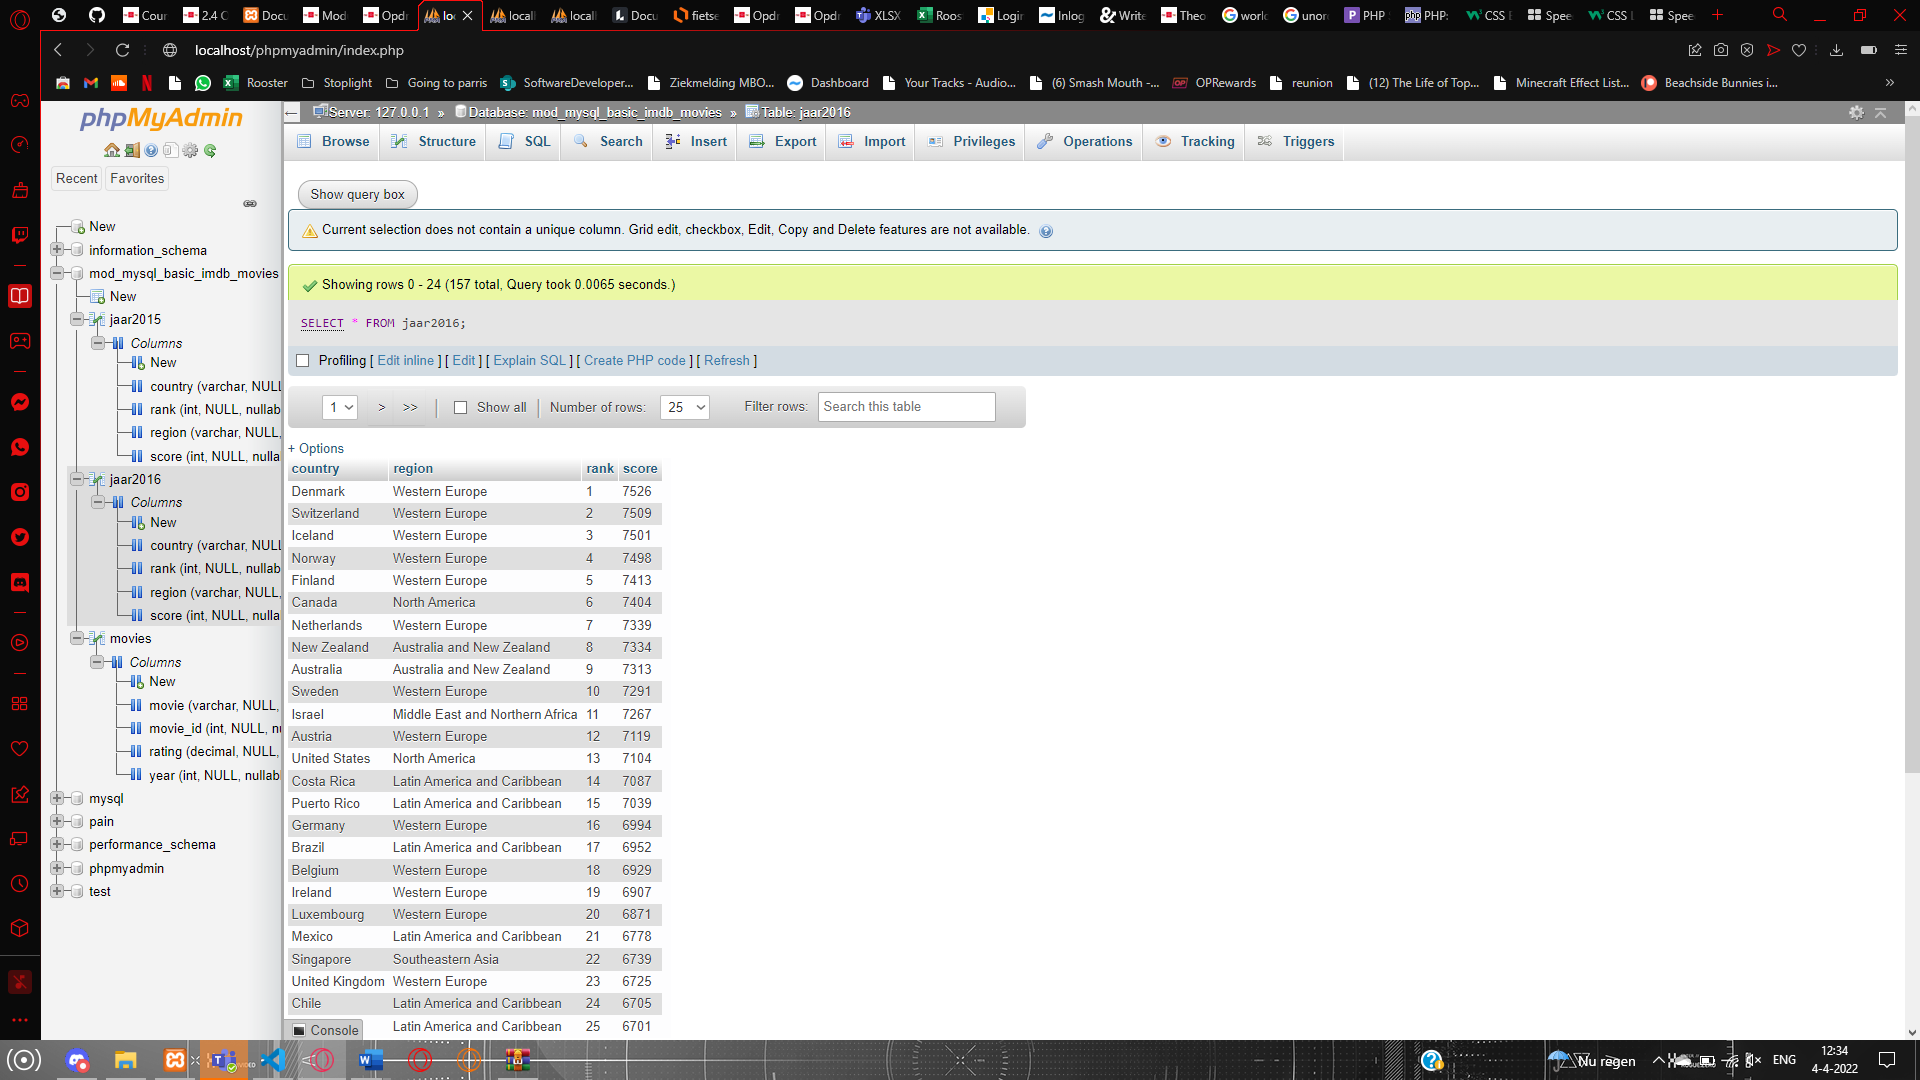 Cour
2.4 C
Docu
Mod
Opdr
lo
locall
locall
Docu
fietse
Opdr
Opdr
XLSX
Roos
Login
Inlog
Write
Theo
work
unor
PHP
PHP:
CSS
Spee
CSS
Spee
localhost/phpmyadmin/index.php
Rooster
Stoplight
Going to parris
SoftwareDeveloper...
Ziekmelding MBO...
Dashboard
Your Tracks - Audio...
(6) Smash Mouth -...
OPRewards
reunion
(12) The Life of Top...
Minecraft Effect List...
Beachside Bunnies i...
phpMyAdmin
Recent
Favorites
New
information_schema
mod_mysql_basic_imdb_movies
New
jaar2015
Columns
New
country (varchar, NULL
rank (int, NULL, nullab
region (varchar, NULL,
score (int, NULL, nulla
jaar2016
Columns
New
country (varchar, NULL
rank (int, NULL, nullab
region (varchar, NULL,
score (int, NULL, nulla
movies
Columns
New
movie (varchar, NULL,
movie_id (int, NULL, nu
rating (decimal, NULL,
year (int, NULL, nullab
mysql
pain
performance_schema
phpmyadmin
test
Server: 127.0.0.1 » Database: mod_mysql_basic_imdb_movies » Table: jaar2016
Browse Structure SQL Search Insert Export Import Privileges Operations Tracking Triggers
Show query box
Current selection does not contain a unique column. Grid edit, checkbox, Edit, Copy and Delete features are not available.
Showing rows 0 - 24 (157 total, Query took 0.0065 seconds.)
SELECT * FROM jaar2016;
Profiling [ Edit inline ] [ Edit ] [ Explain SQL ] [ Create PHP code ] [ Refresh ]
1 > >> Show all Number of rows: 25 Filter rows: Search this table
+ Options
country region rank score
Denmark Western Europe 1 7526
Switzerland Western Europe 2 7509
Iceland Western Europe 3 7501
Norway Western Europe 4 7498
Finland Western Europe 5 7413
Canada North America 6 7404
Netherlands Western Europe 7 7339
New Zealand Australia and New Zealand 8 7334
Australia Australia and New Zealand 9 7313
Sweden Western Europe 10 7291
Israel Middle East and Northern Africa 11 7267
Austria Western Europe 12 7119
United States North America 13 7104
Costa Rica Latin America and Caribbean 14 7087
Puerto Rico Latin America and Caribbean 15 7039
Germany Western Europe 16 6994
Brazil Latin America and Caribbean 17 6952
Belgium Western Europe 18 6929
Ireland Western Europe 19 6907
Luxembourg Western Europe 20 6871
Mexico Latin America and Caribbean 21 6778
Singapore Southeastern Asia 22 6739
United Kingdom Western Europe 23 6725
Chile Latin America and Caribbean 24 6705
Latin America and Caribbean 25 6701
Console
Nu regen
ENG
12:34
4-4-2022